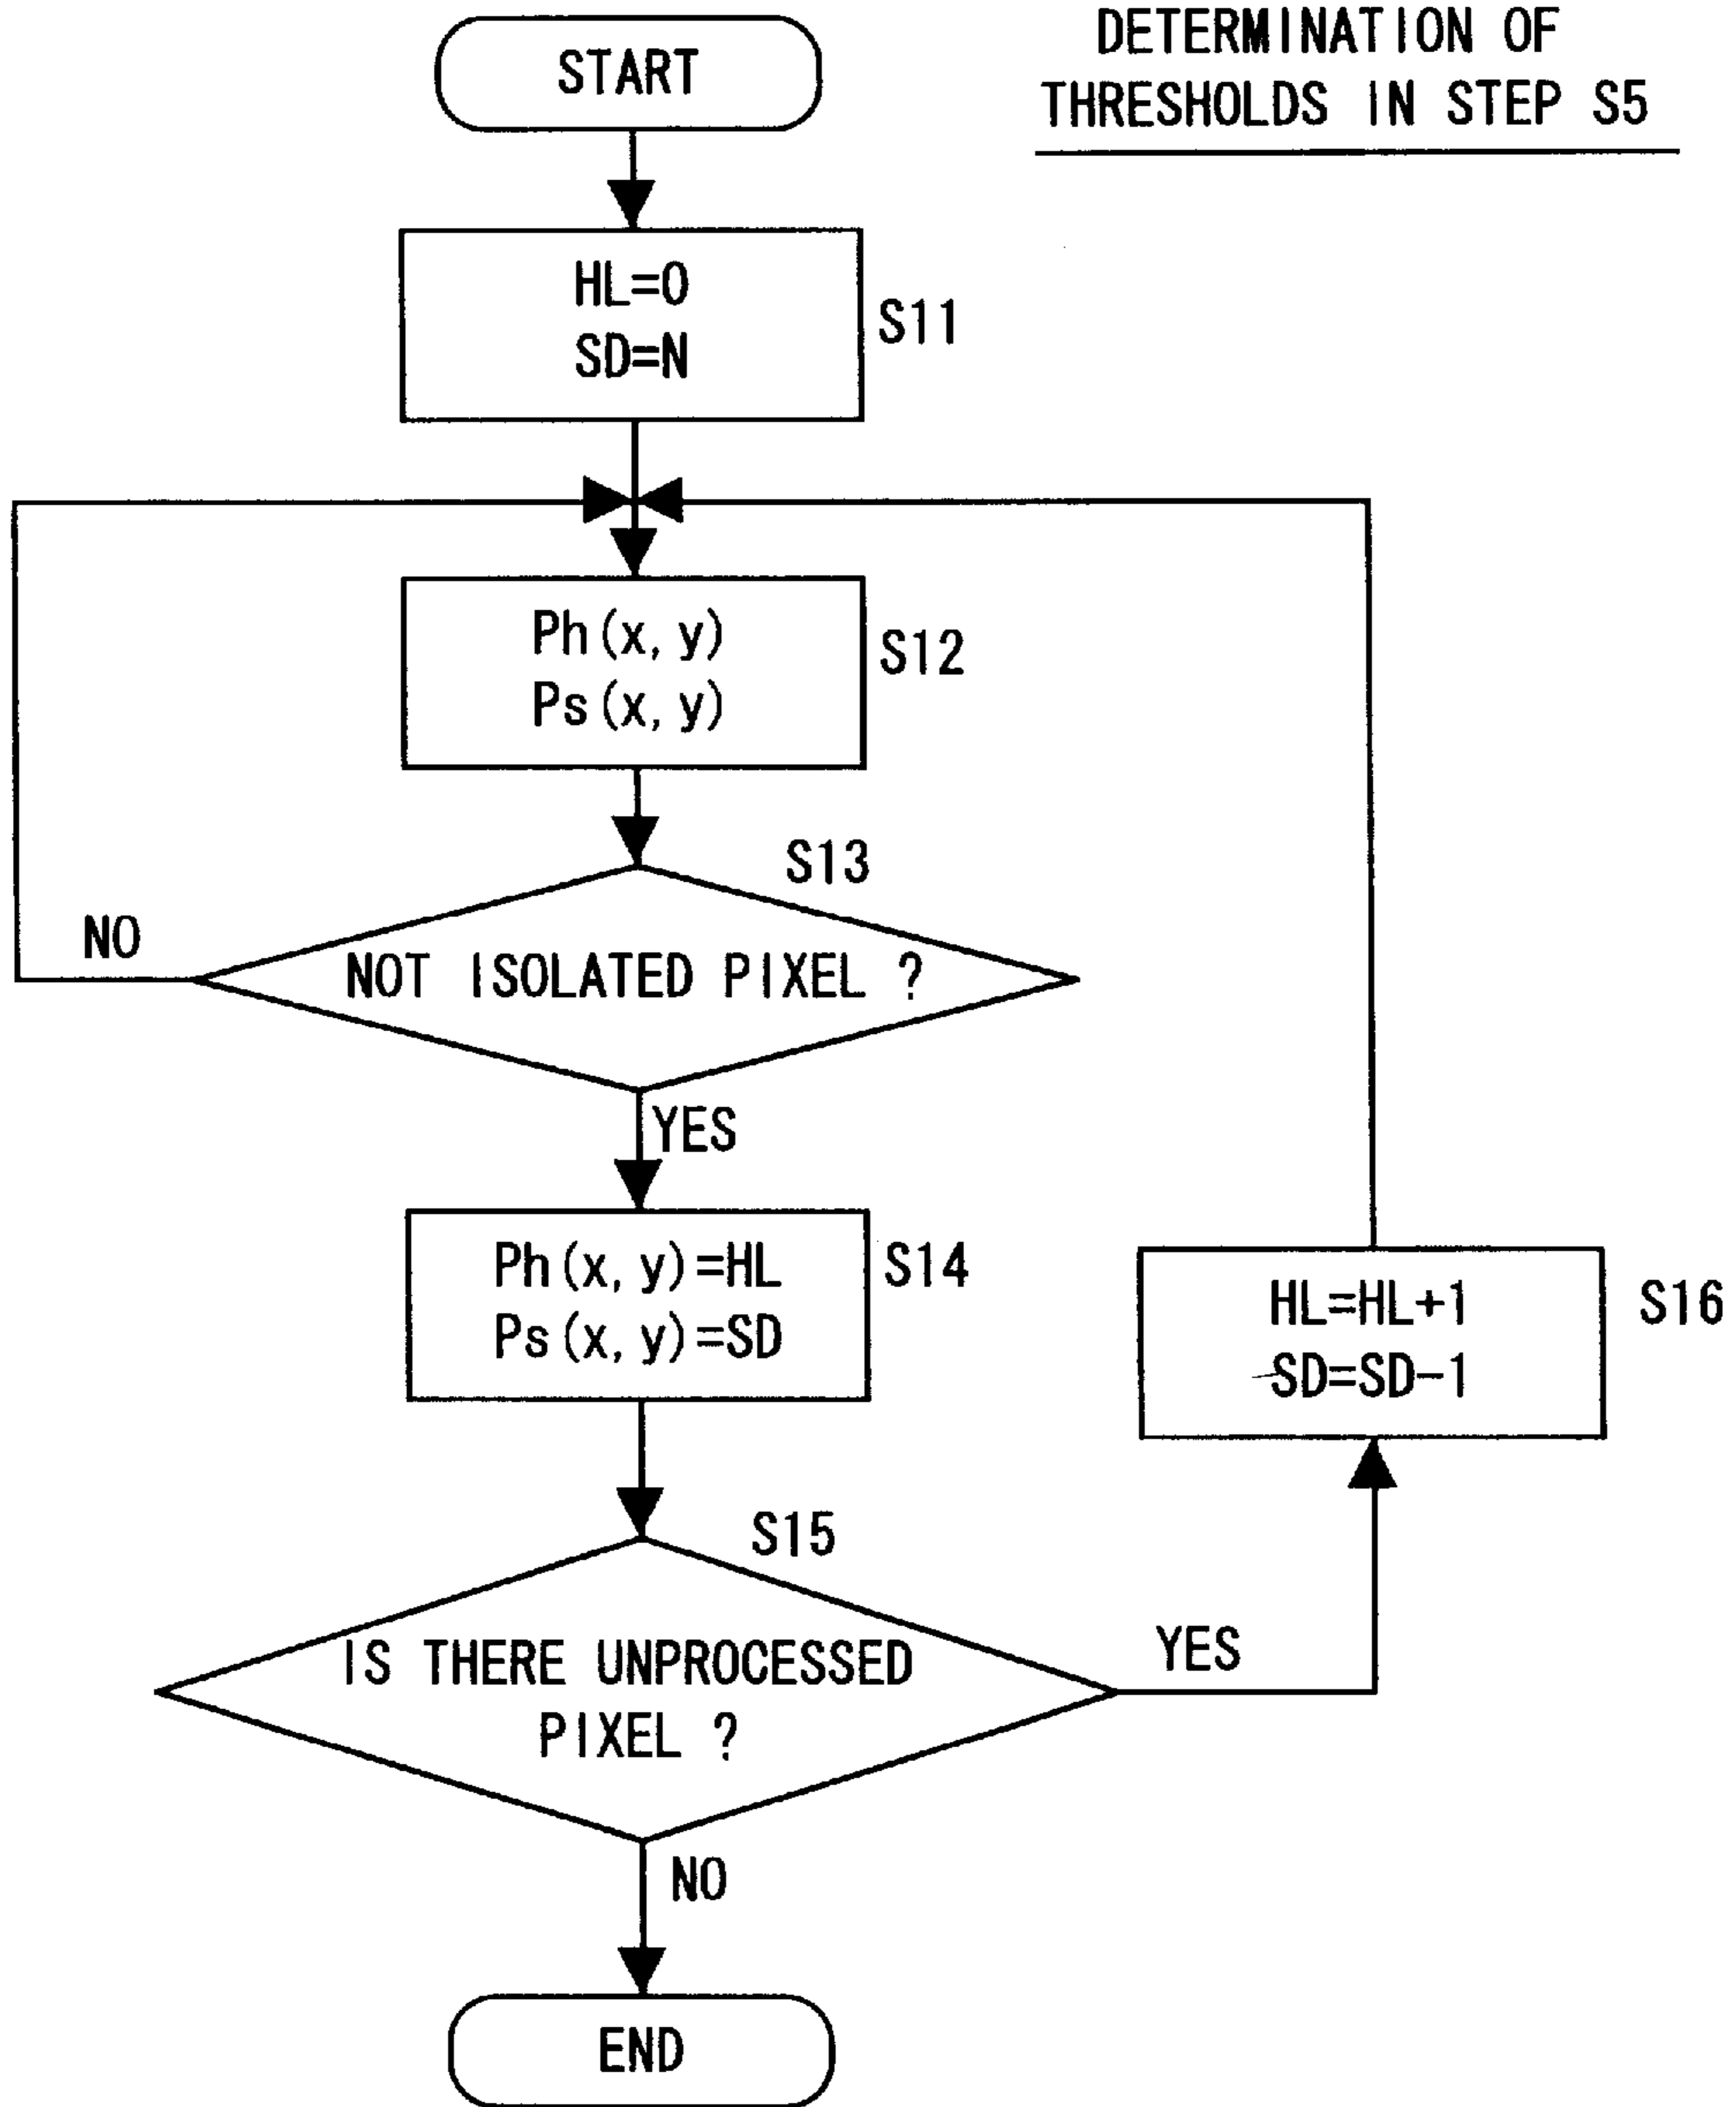 DETERMINATION OF
THRESHOLDS IN STEP S5
START
HL=0
SD=N
S11
Ph(x, y)
Ps(x, y)
S12
S13
NOT ISOLATED PIXEL ?
NO
YES
Ph(x, y)=HL
Ps(x, y)=SD
S14
HL=HL+1
SD=SD-1
S16
S15
IS THERE UNPROCESSED
PIXEL ?
YES
NO
END